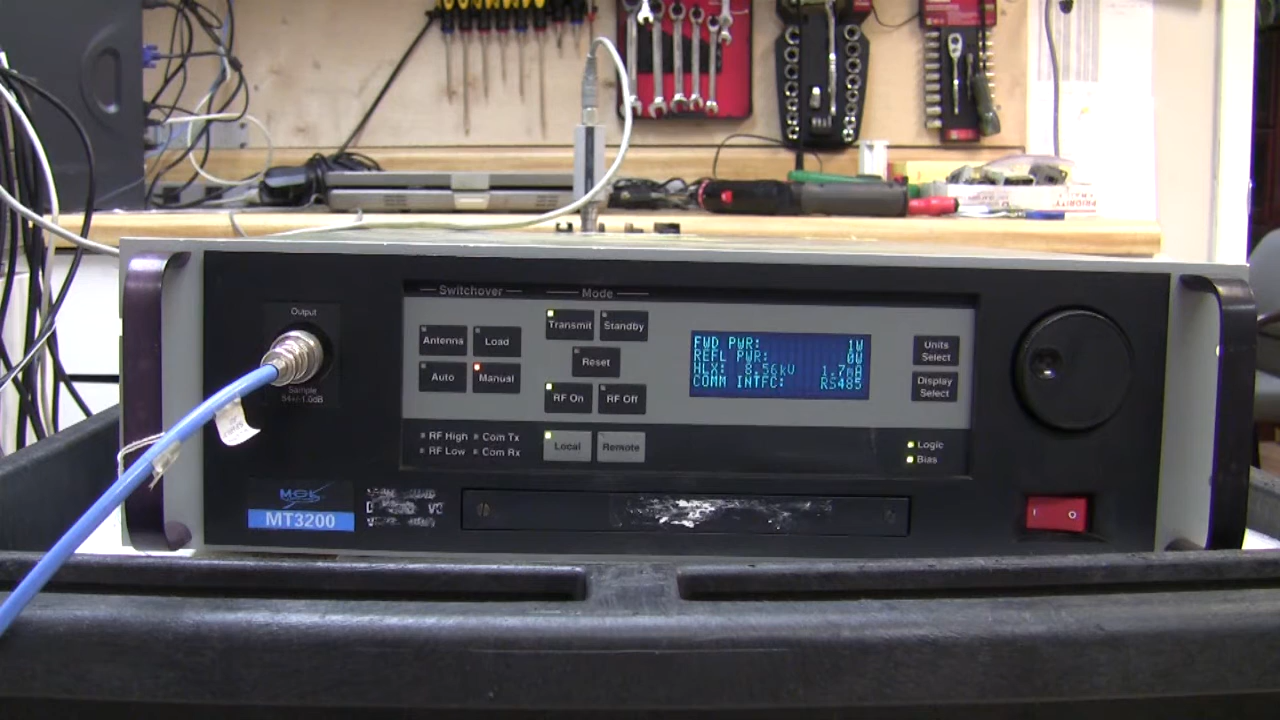 PRIORITY
Switchover
Mode
Output
Antenna
Load
Transmit
Standby
Reset
Auto
Manual
RF On
RF Off
FWD PWR: 1W
REFL PWR: 0W
HLX: 8.56kV 1.7mA
COMM INTFC: RS485
Units
Select
Display
Select
Sample
RF High
Com Tx
RF Low
Com Rx
Local
Remote
Logic
Bias
MCL
MT3200
I O